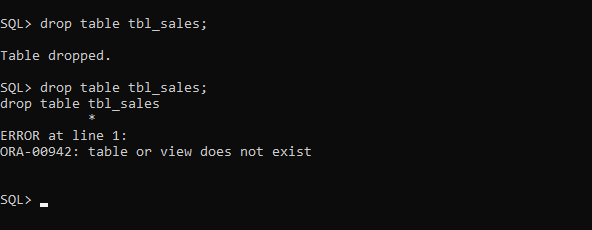 SQL> drop table tbl_sales;
Table dropped.
SQL> drop table tbl_sales;
drop table tbl_sales
*
ERROR at line 1:
ORA-00942: table or view does not exist
SQL>